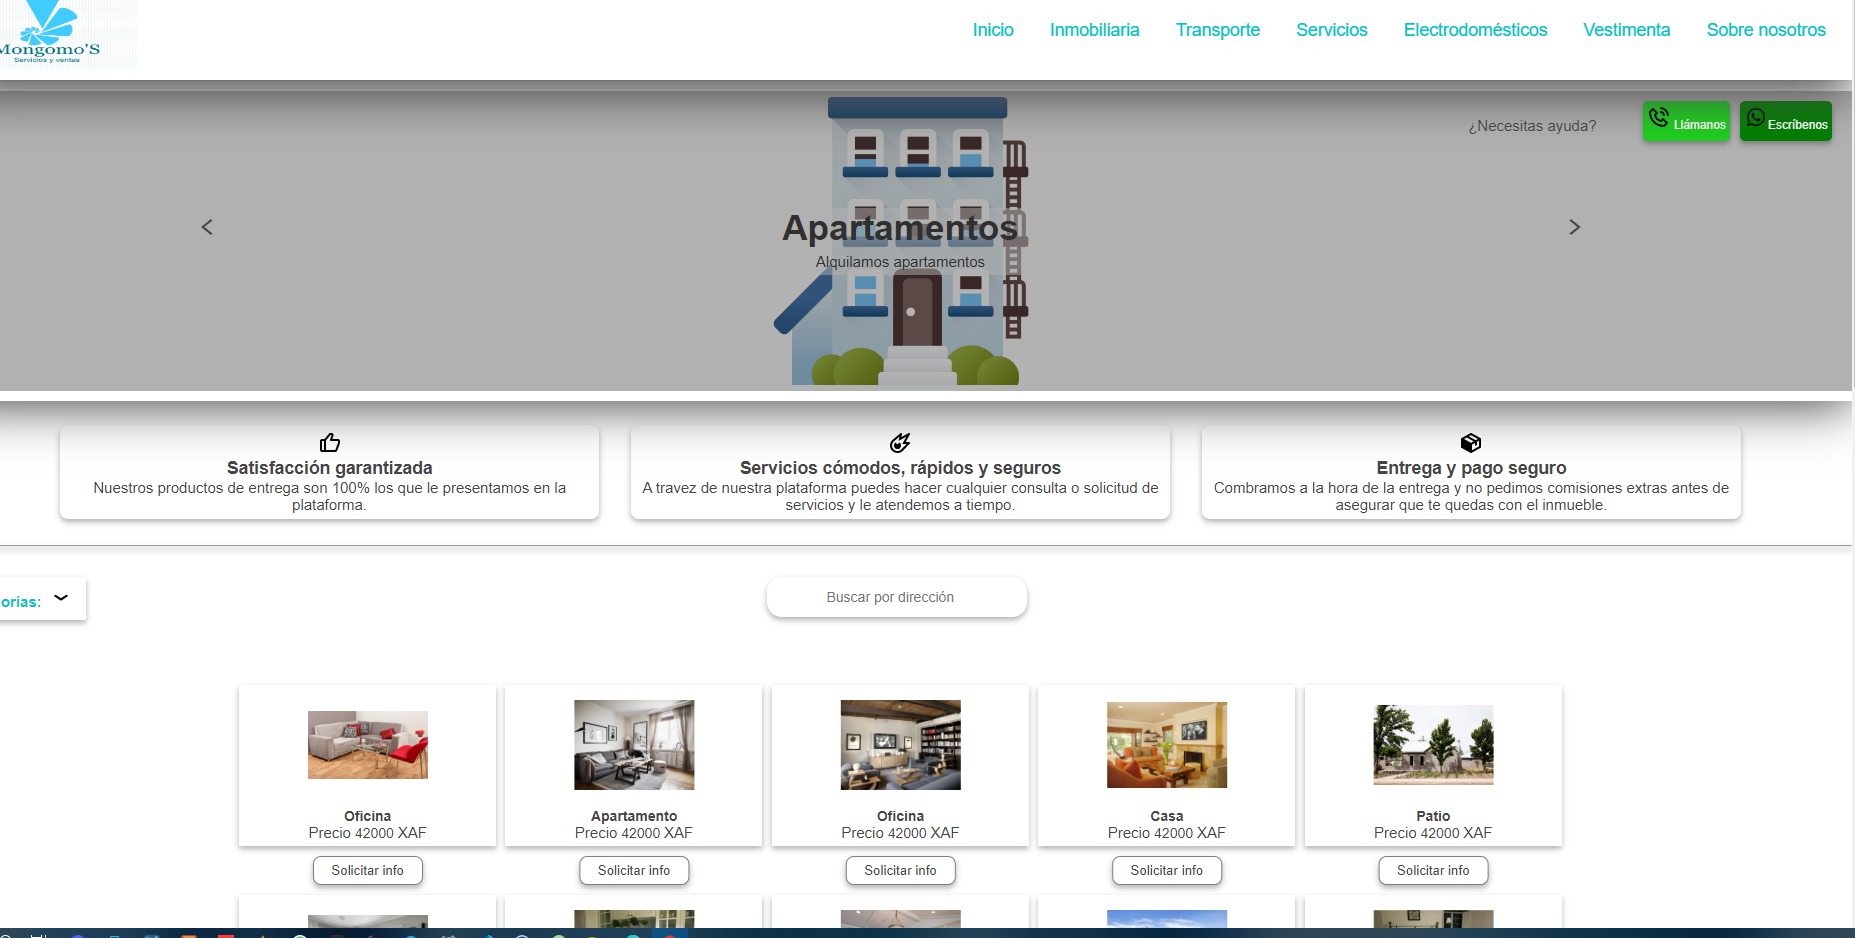 Mongomo'S
Servicios y ventas
Inicio
Inmobiliaria
Transporte
Servicios
Electrodomésticos
Vestimenta
Sobre nosotros
¿Necesitas ayuda?
Llámanos
Escríbenos
Apartamentos
Alquilamos apartamentos
Satisfacción garantizada
Nuestros productos de entrega son 100% los que le presentamos en la
plataforma.
Servicios cómodos, rápidos y seguros
A travez de nuestra plataforma puedes hacer cualquier consulta o solicitud de
servicios y le atendemos a tiempo.
Entrega y pago seguro
Combramos a la hora de la entrega y no pedimos comisiones extras antes de
asegurar que te quedas con el inmueble.
orías:
Buscar por dirección
Oficina
Precio 42000 XAF
Solicitar info
Apartamento
Precio 42000 XAF
Solicitar info
Oficina
Precio 42000 XAF
Solicitar info
Casa
Precio 42000 XAF
Solicitar info
Patio
Precio 42000 XAF
Solicitar info